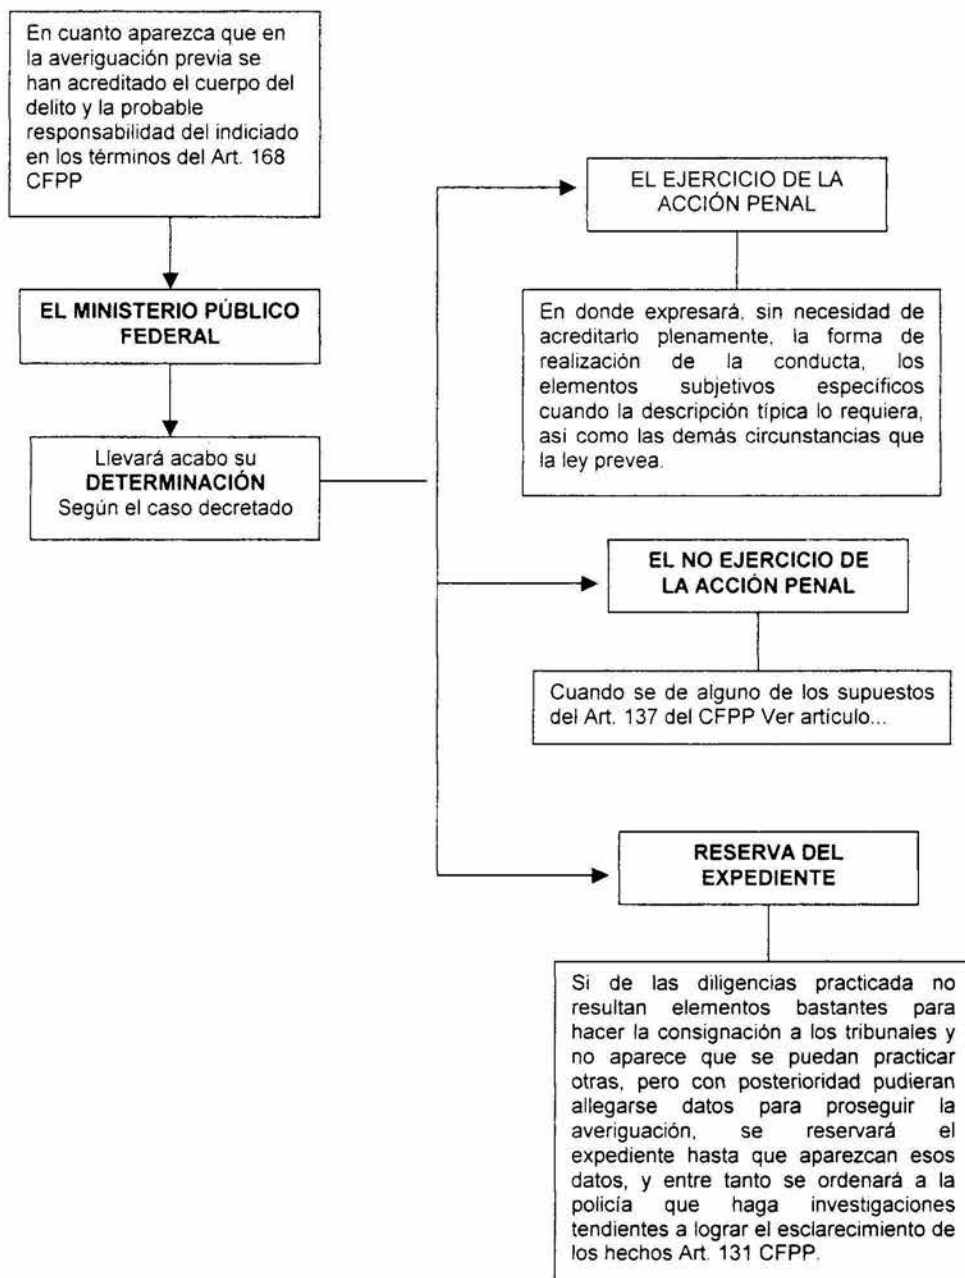 En cuanto aparezca que en
la averiguación previa se
han acreditado el cuerpo del
delito y la probable
responsabilidad del indiciado
en los términos del Art. 168
CFPP
EL MINISTERIO PÚBLICO
FEDERAL
Llevará acabo su
DETERMINACIÓN
Según el caso decretado
EL EJERCICIO DE LA
ACCIÓN PENAL
En donde expresará, sin necesidad de
acreditarlo plenamente, la forma de
realización de la conducta, los
elementos subjetivos específicos
cuando la descripción típica lo requiera,
asi como las demás circunstancias que
la ley prevea.
EL NO EJERCICIO DE
LA ACCIÓN PENAL
Cuando se de alguno de los supuestos
del Art. 137 del CFPP Ver artículo...
RESERVA DEL
EXPEDIENTE
Si de las diligencias practicada no
resultan elementos bastantes para
hacer la consignación a los tribunales y
no aparece que se puedan practicar
otras, pero con posterioridad pudieran
allegarse datos para proseguir la
averiguación, se reservará el
expediente hasta que aparezcan esos
datos, y entre tanto se ordenará a la
policía que haga investigaciones
tendientes a lograr el esclarecimiento de
los hechos Art. 131 CFPP.